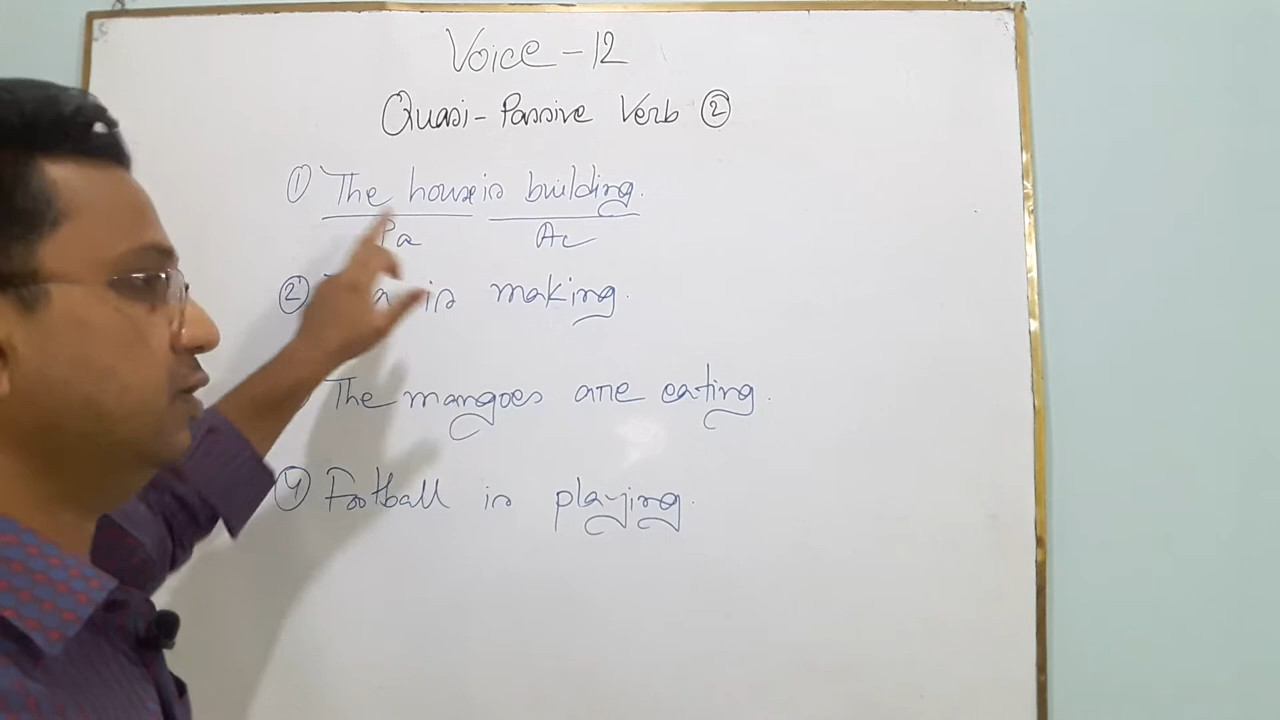 Voice - 12
Quasi - Passive Verb ②
① The house is building.
Pa Ac
② is making.
The mangoes are eating.
④ Football is playing.